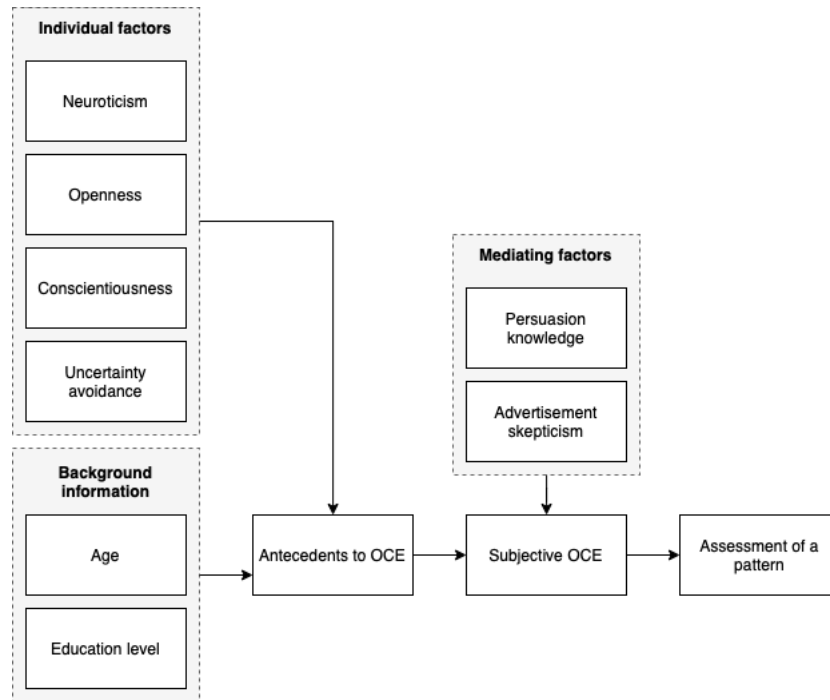 Individual factors
Neuroticism
Openness
Conscientiousness
Uncertainty
avoidance
Background
information
Age
Education level
Antecedents to OCE
Mediating factors
Persuasion
knowledge
Advertisement
skepticism
Subjective OCE
Assessment of a
pattern